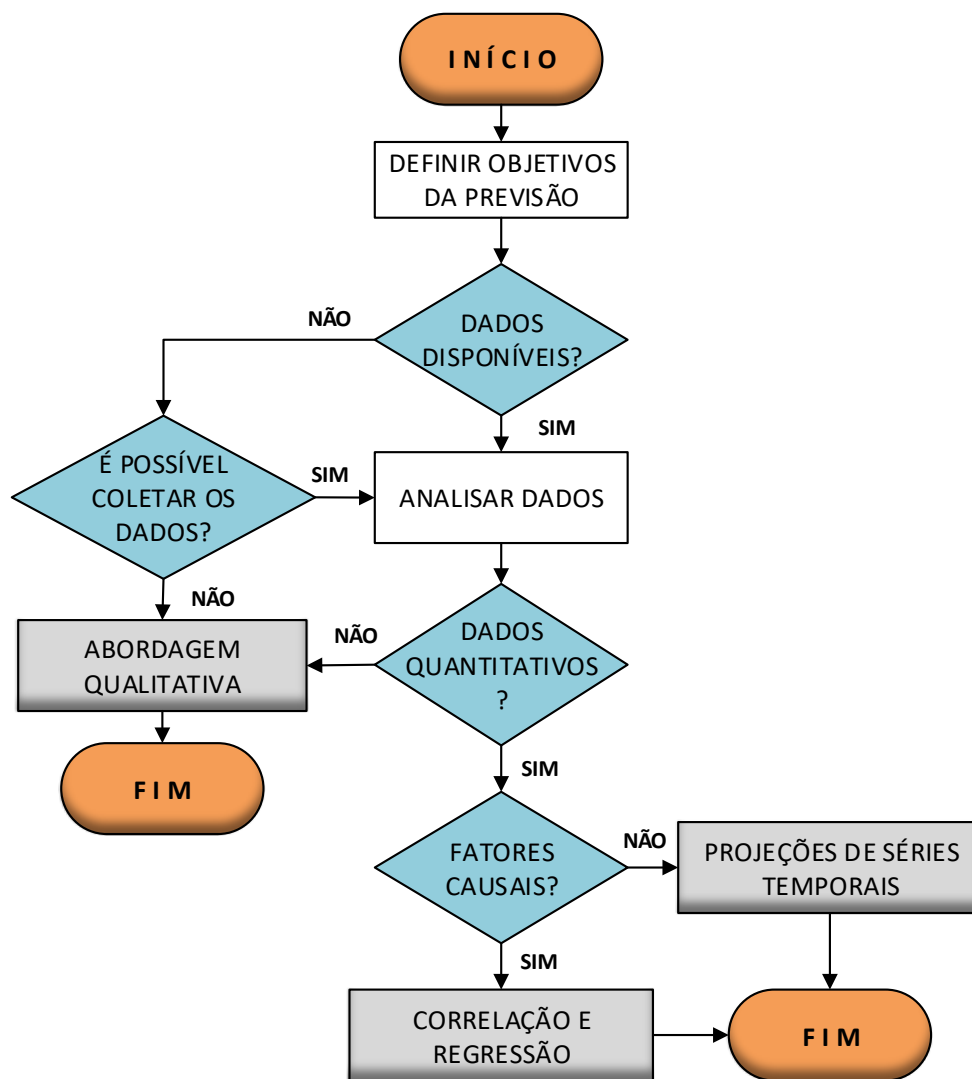 INÍCIO
DEFINIR OBJETIVOS
DA PREVISÃO
NÃO
DADOS
DISPONÍVEIS?
SIM
É POSSÍVEL
COLETAR OS
DADOS?
SIM
ANALISAR DADOS
NÃO
ABORDAGEM
QUALITATIVA
NÃO
DADOS
QUANTITATIVOS
?
FIM
SIM
FATORES
CAUSAIS?
NÃO
PROJEÇÕES DE SÉRIES
TEMPORAIS
SIM
CORRELAÇÃO E
REGRESSÃO
FIM